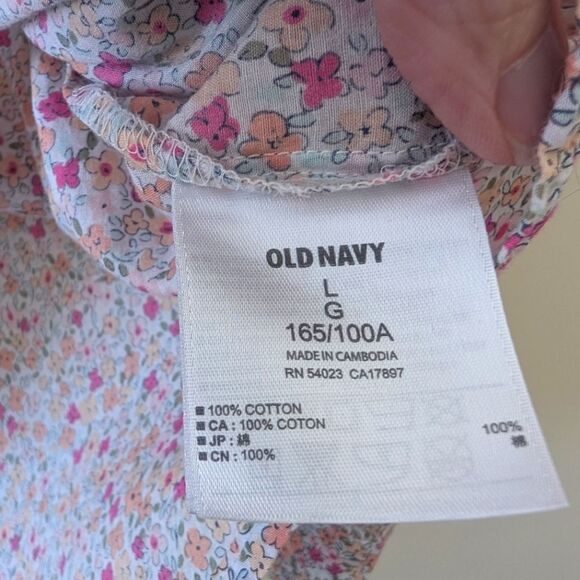 OLD NAVY
L
G
165/100A
MADE IN CAMBODIA
RN 54023 CA17897
■ 100% COTTON
■ CA : 100% COTON
■ JP : 綿
■ CN : 100%
100%
棉